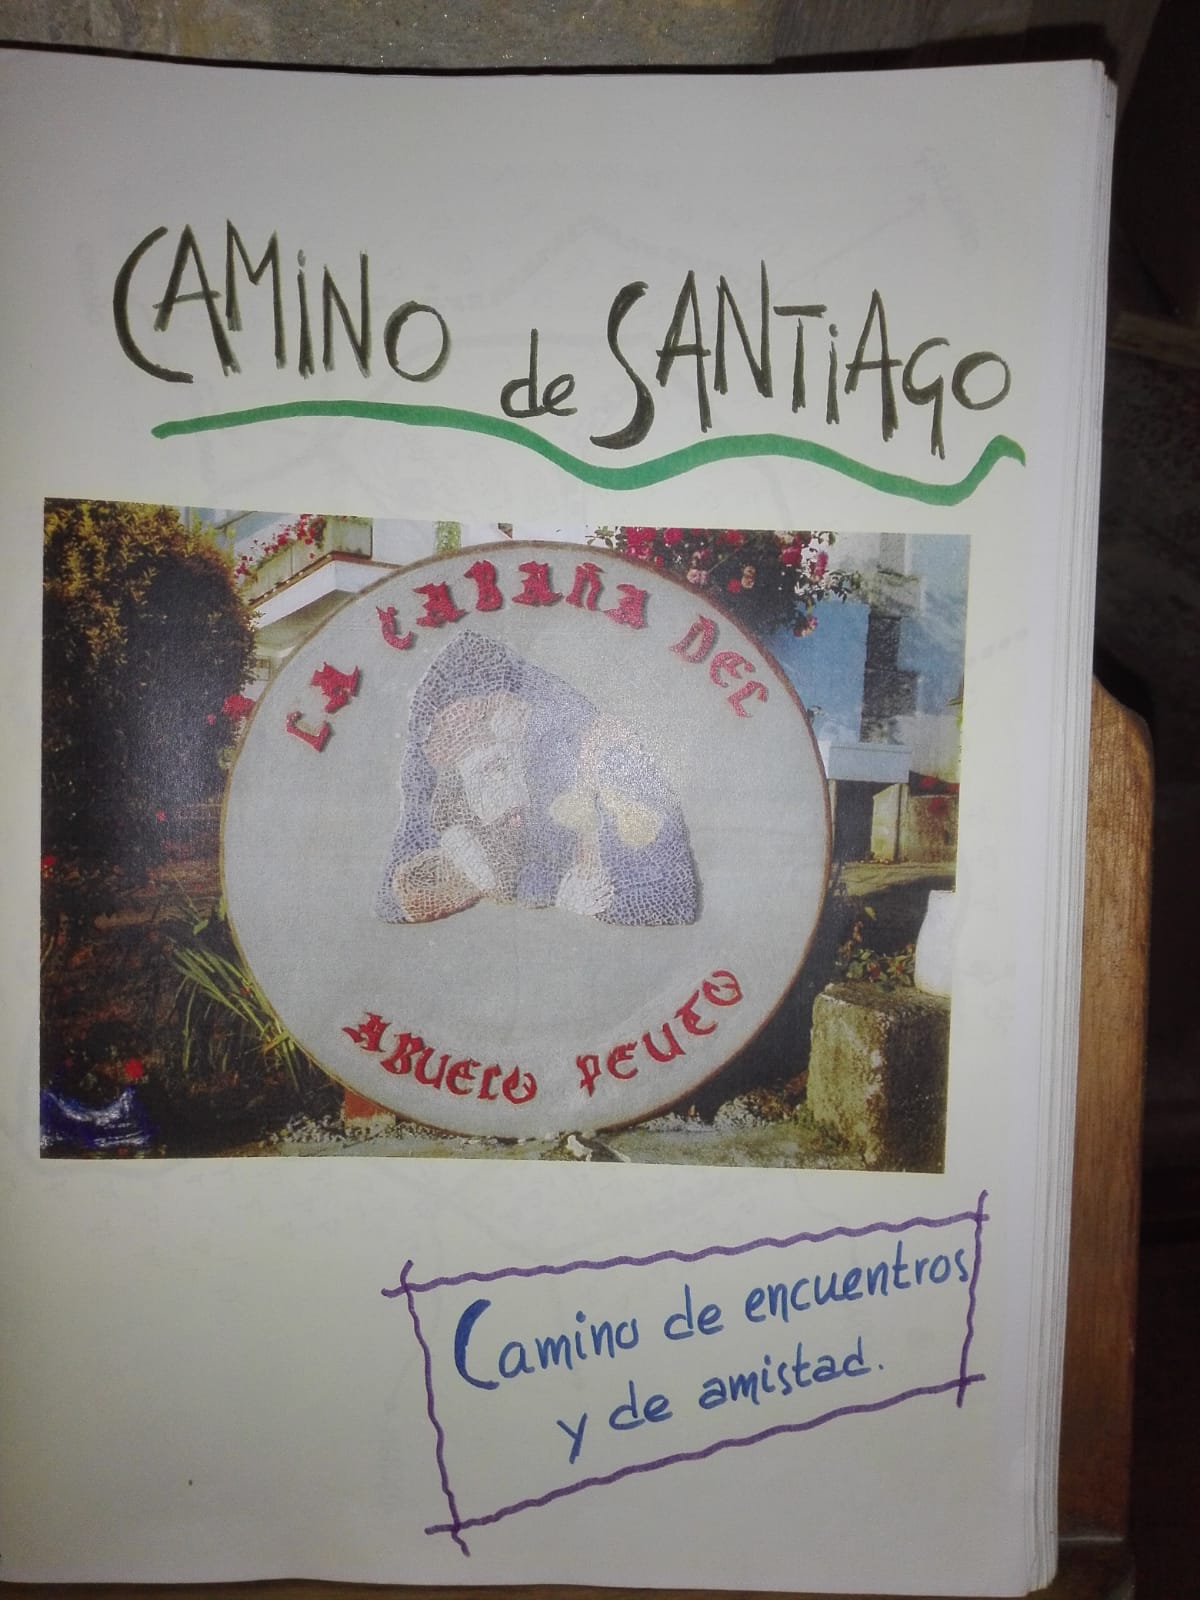 CAMiNO de SANTiAGO
LA CABAÑA DEL
ABUELO PEUTO
Camino de encuentros
y de amistad.